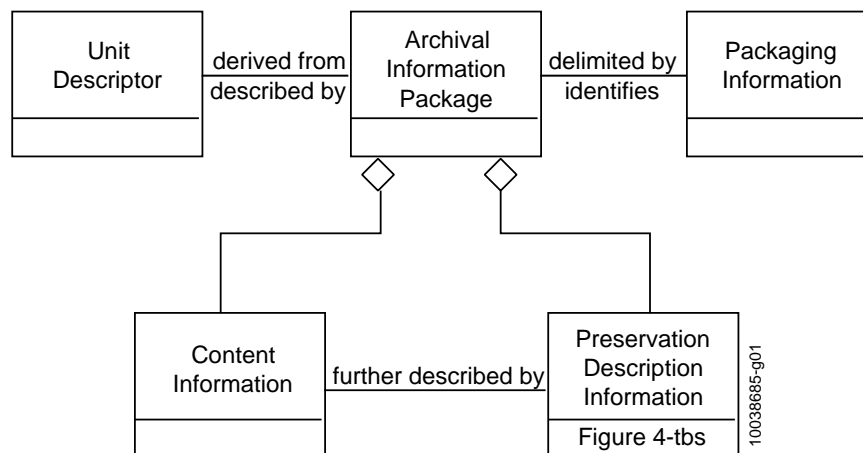 Unit
Descriptor
derived from
described by
Archival
Information
Package
delimited by
identifies
Packaging
Information
Content
Information
further described by
Preservation
Description
Information
Figure 4-tbs
10038685-g01